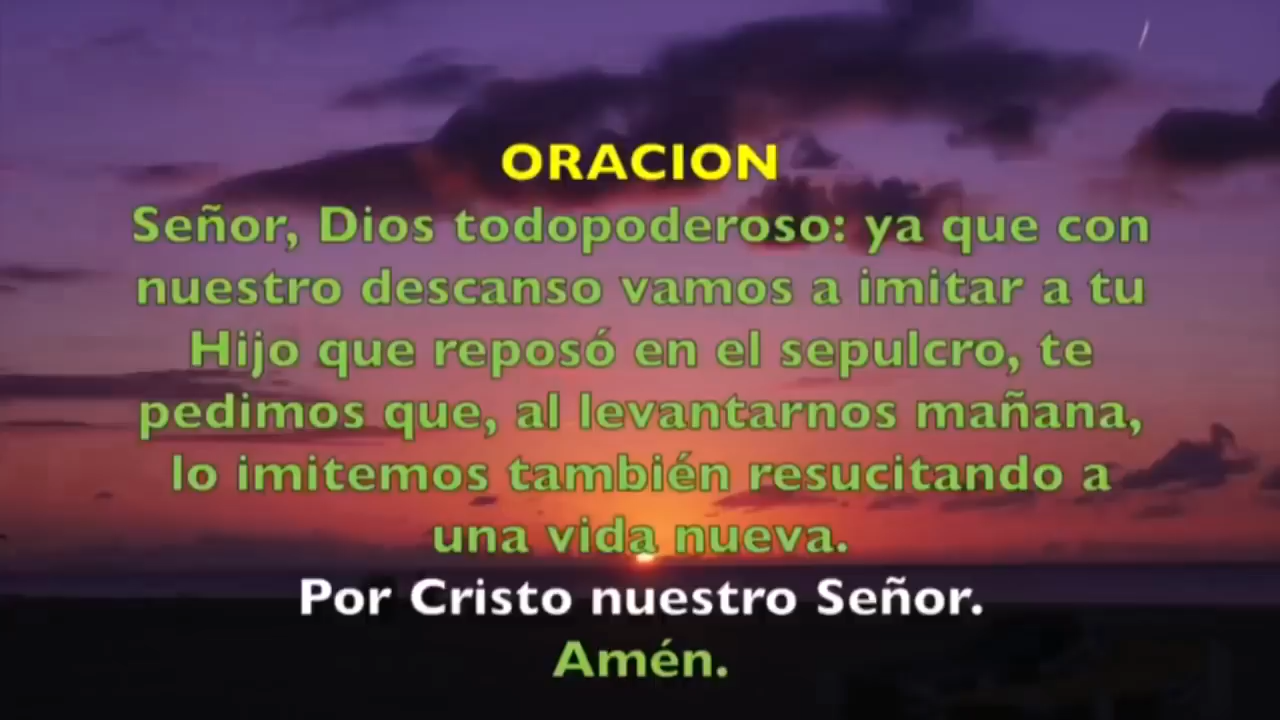 ORACION
Señor, Dios todopoderoso: ya que con
nuestro descanso vamos a imitar a tu
Hijo que reposó en el sepulcro, te
pedimos que, al levantarnos mañana,
lo imitemos también resucitando a
una vida nueva.
Por Cristo nuestro Señor.
Amén.